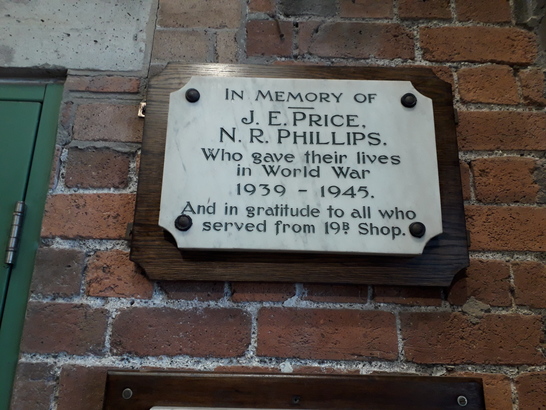 IN MEMORY OF
J. E. PRICE.
N. R. PHILLIPS.
Who gave their lives
in World War
1939 – 1945.
And in gratitude to all who
served from 19B Shop.